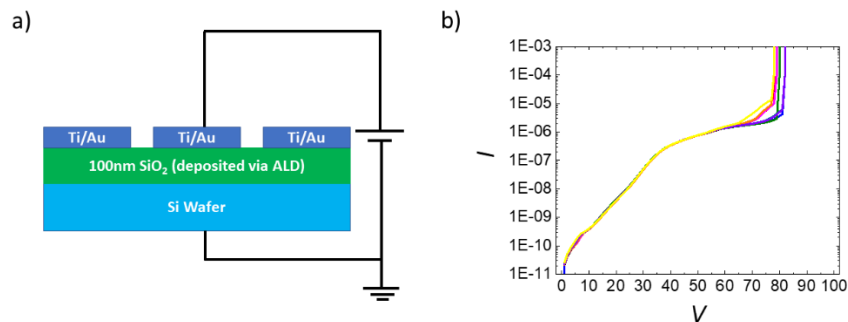 a)
Ti/Au Ti/Au Ti/Au
100nm SiO₂ (deposited via ALD)
Si Wafer
b)
1E-03
1E-04
1E-05
1E-06
1E-07
1E-08
1E-09
1E-10
1E-11
I
0 10 20 30 40 50 60 70 80 90 100
V